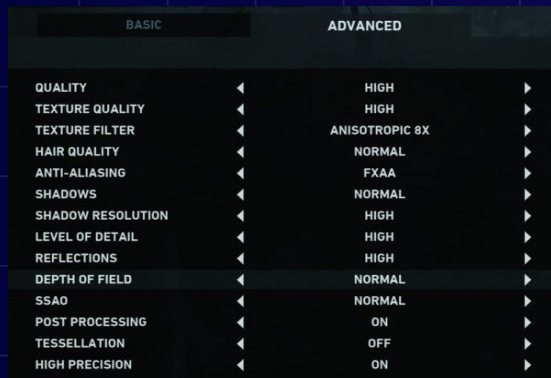 BASIC ADVANCED
QUALITY HIGH
TEXTURE QUALITY HIGH
TEXTURE FILTER ANISOTROPIC 8X
HAIR QUALITY NORMAL
ANTI-ALIASING FXAA
SHADOWS NORMAL
SHADOW RESOLUTION HIGH
LEVEL OF DETAIL HIGH
REFLECTIONS HIGH
DEPTH OF FIELD NORMAL
SSAO NORMAL
POST PROCESSING ON
TESSELLATION OFF
HIGH PRECISION ON